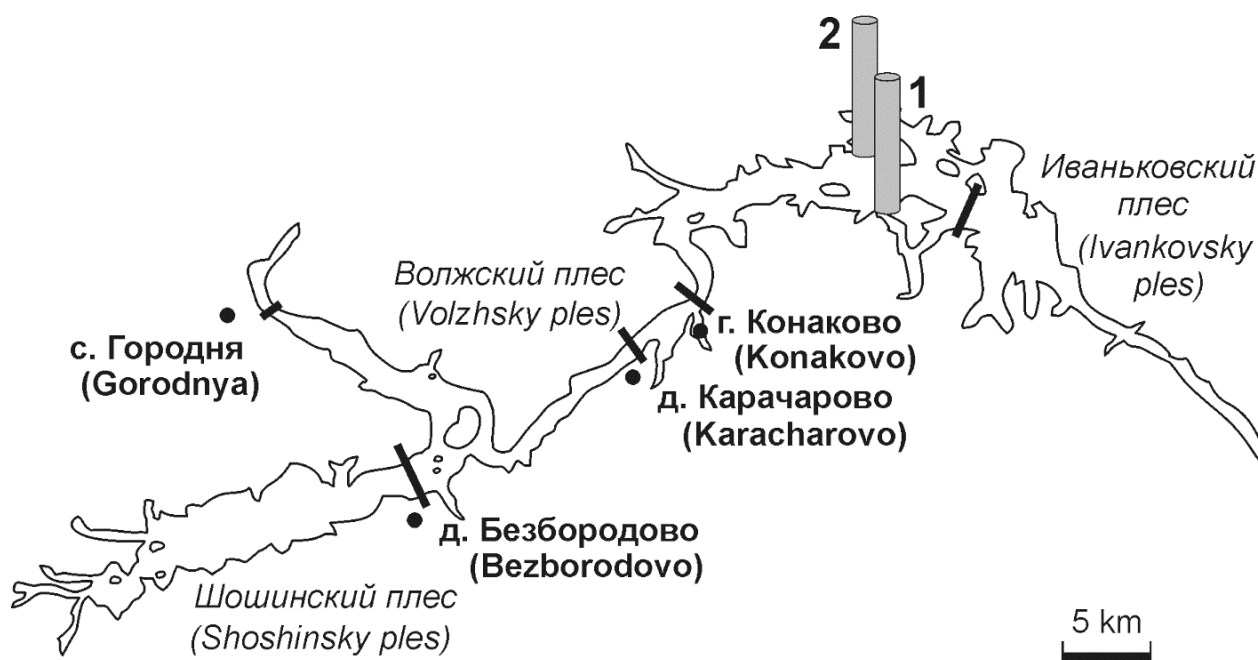 2
1
Иваньковский
плес
(Ivankovsky
ples)
Волжский плес
(Volzhsky ples)
г. Конаково
(Konakovo)
с. Городня
(Gorodnya)
д. Карачарово
(Karacharovo)
д. Безбородово
(Bezborodovo)
Шошинский плес
(Shoshinsky ples)
5 km